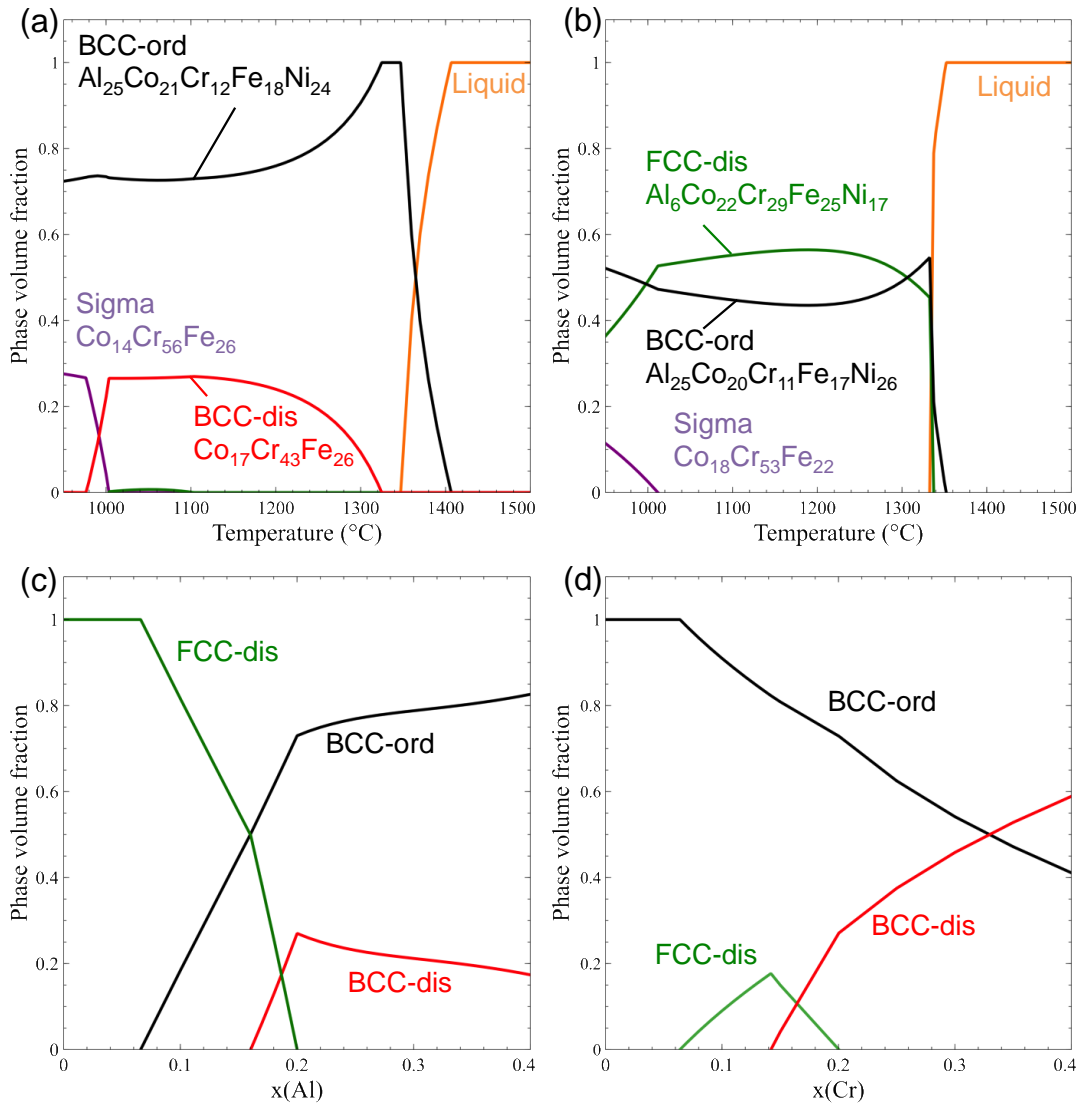 (a)
BCC-ord
Al₂₅Co₂₁Cr₁₂Fe₁₈Ni₂₄
Liquid
Sigma
Co₁₄Cr₅₆Fe₂₆
BCC-dis
Co₁₇Cr₄₃Fe₂₆
Phase volume fraction
1
0.8
0.6
0.4
0.2
0
1000
1100
1200
1300
1400
1500
Temperature (°C)
(b)
Liquid
FCC-dis
Al₆Co₂₂Cr₂₉Fe₂₅Ni₁₇
BCC-ord
Al₂₅Co₂₀Cr₁₁Fe₁₇Ni₂₆
Sigma
Co₁₈Cr₅₃Fe₂₂
Phase volume fraction
1
0.8
0.6
0.4
0.2
0
1000
1100
1200
1300
1400
1500
Temperature (°C)
(c)
FCC-dis
BCC-ord
BCC-dis
Phase volume fraction
1
0.8
0.6
0.4
0.2
0
0
0.1
0.2
0.3
0.4
x(Al)
(d)
BCC-ord
BCC-dis
FCC-dis
Phase volume fraction
1
0.8
0.6
0.4
0.2
0
0
0.1
0.2
0.3
0.4
x(Cr)